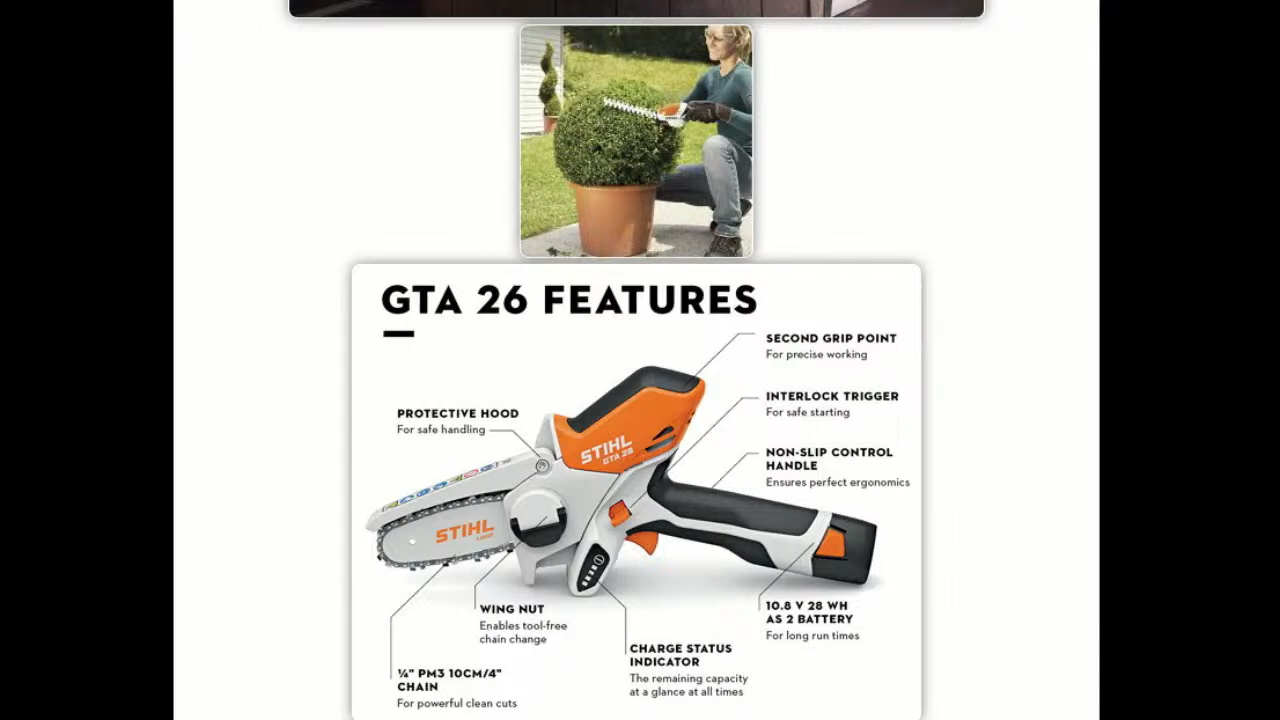 GTA 26 FEATURES
SECOND GRIP POINT
For precise working
INTERLOCK TRIGGER
For safe starting
PROTECTIVE HOOD
For safe handling
NON-SLIP CONTROL
HANDLE
Ensures perfect ergonomics
STIHL
GTA 26
STIHL
10.8 V 28 WH
AS 2 BATTERY
For long run times
WING NUT
Enables tool-free
chain change
CHARGE STATUS
INDICATOR
The remaining capacity
at a glance at all times
¼" PM3 10CM/4"
CHAIN
For powerful clean cuts